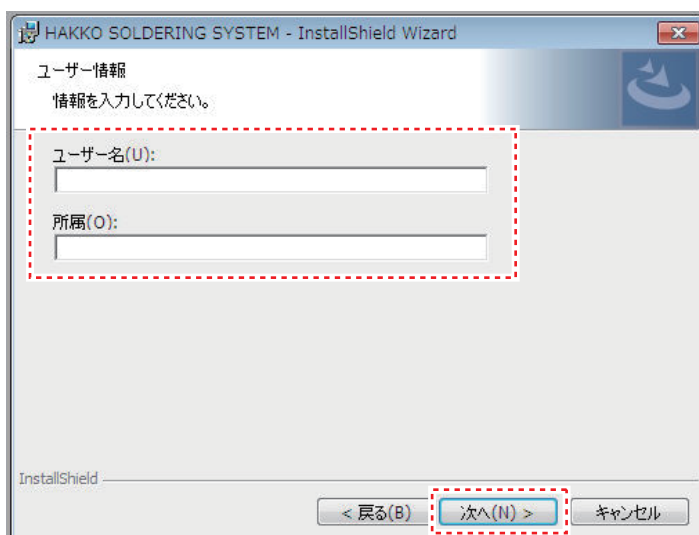 HAKKO SOLDERING SYSTEM - InstallShield Wizard
ユーザー情報
情報を入力してください。
ユーザー名(U):
所属(O):
InstallShield
< 戻る(B) 次へ(N) > キャンセル